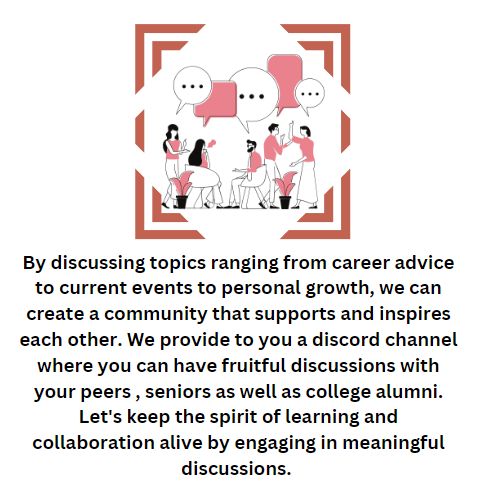 By discussing topics ranging from career advice
to current events to personal growth, we can
create a community that supports and inspires
each other. We provide to you a discord channel
where you can have fruitful discussions with
your peers , seniors as well as college alumni.
Let's keep the spirit of learning and
collaboration alive by engaging in meaningful
discussions.